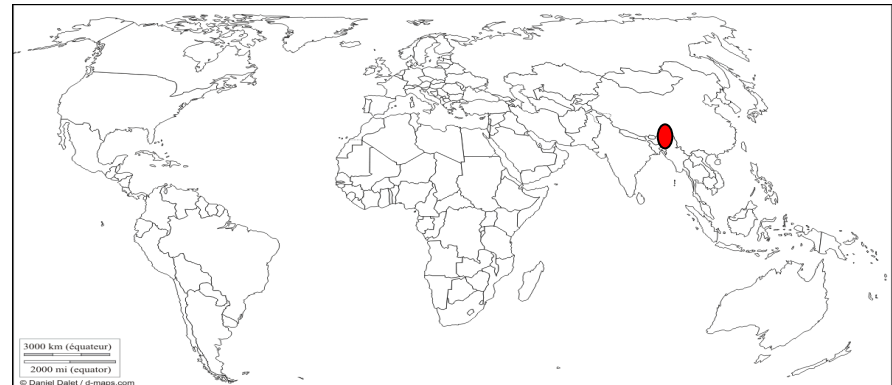 3000 km (équateur)
2000 mi (equator)
© Daniel Dalet / d-maps.com